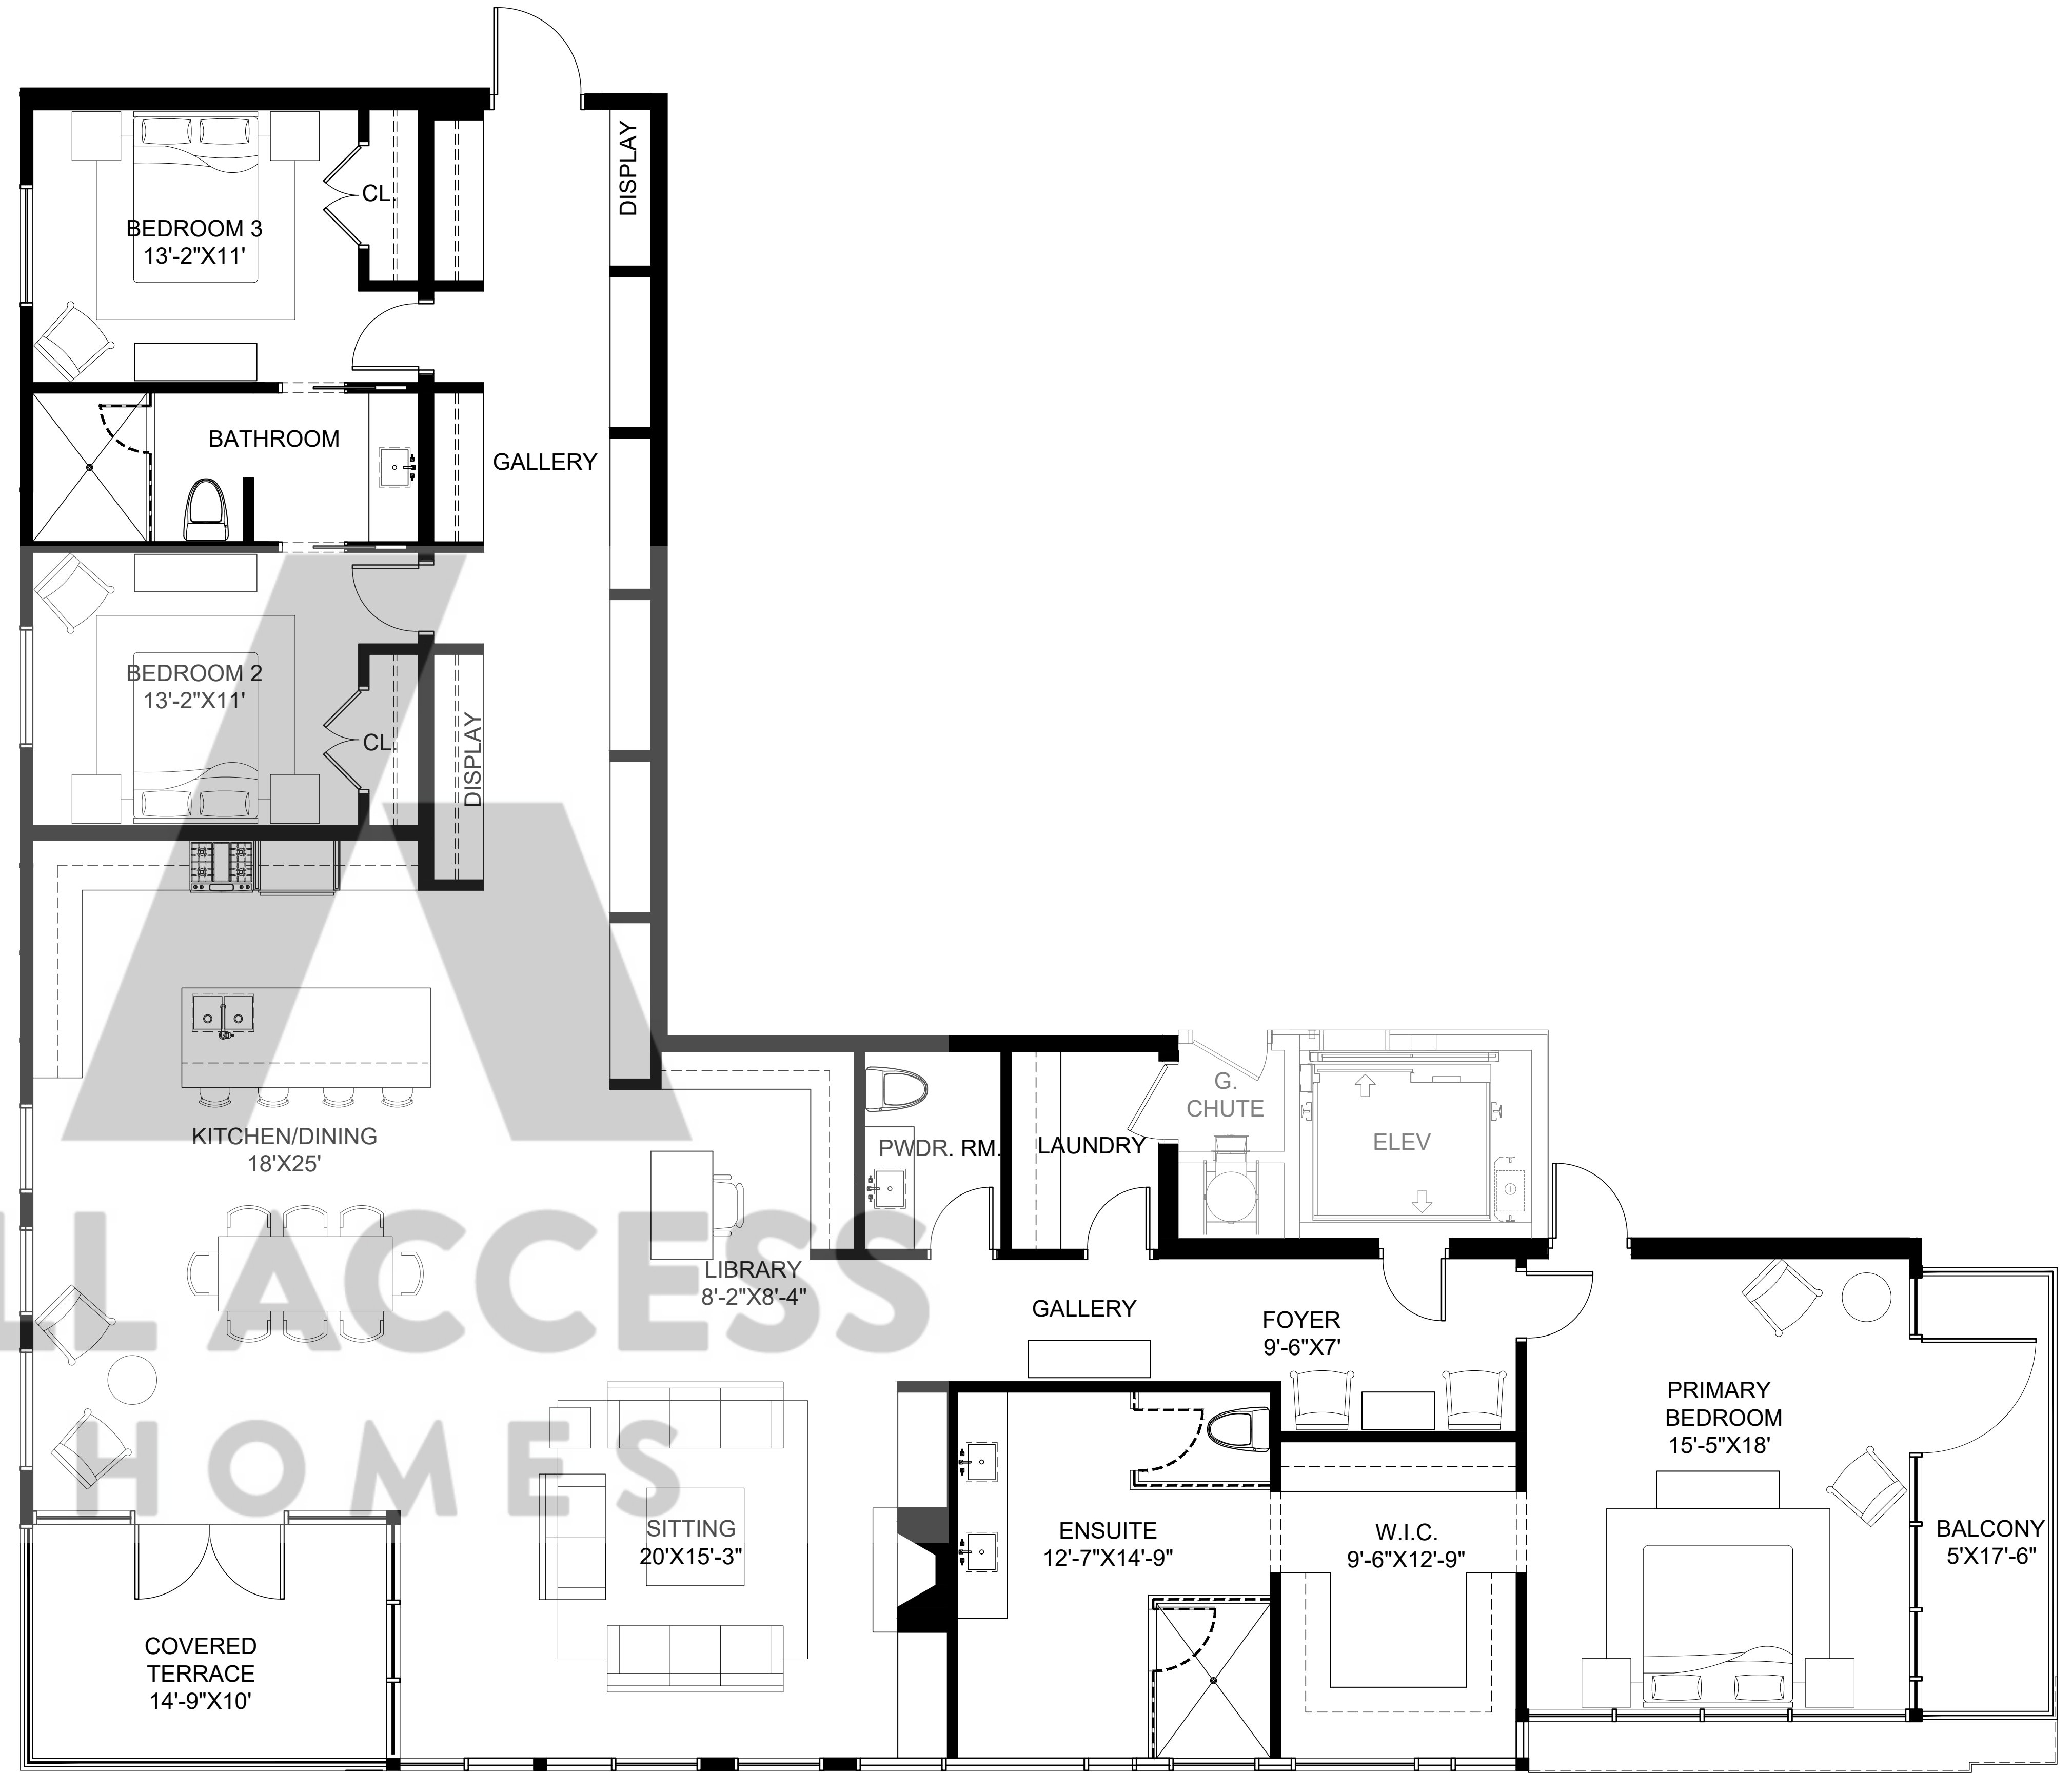 DISPLAY
CL.
BEDROOM 3
13'-2"X11'
BATHROOM
GALLERY
BEDROOM 2
13'-2"X11'
CL.
DISPLAY
G.
CHUTE
ELEV
KITCHEN/DINING
18'X25'
PWDR. RM.
LAUNDRY
LIBRARY
8'-2"X8'-4"
GALLERY
FOYER
9'-6"X7'
LL ACCESS
HOMES
PRIMARY
BEDROOM
15'-5"X18'
SITTING
20'X15'-3"
ENSUITE
12'-7"X14'-9"
W.I.C.
9'-6"X12'-9"
BALCONY
5'X17'-6"
COVERED
TERRACE
14'-9"X10'